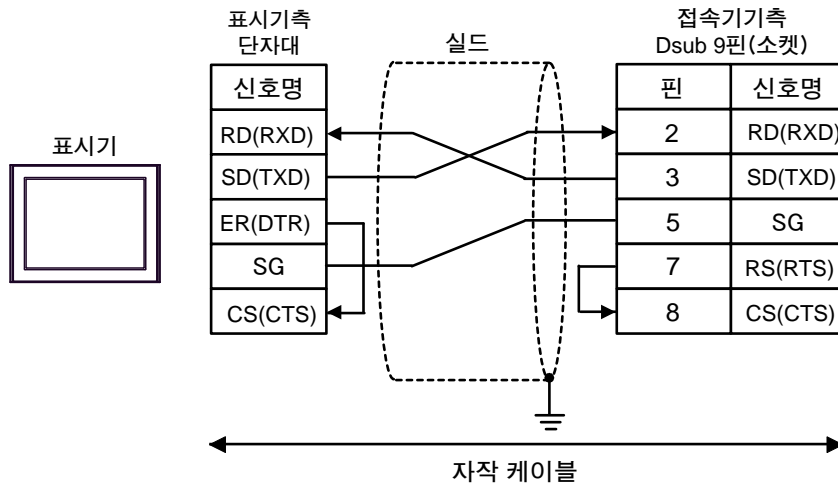 표시기
표시기측
단자대
신호명
RD(RXD)
SD(TXD)
ER(DTR)
SG
CS(CTS)
실드
접속기기측
Dsub 9핀(소켓)
핀 신호명
2 RD(RXD)
3 SD(TXD)
5 SG
7 RS(RTS)
8 CS(CTS)
자작 케이블